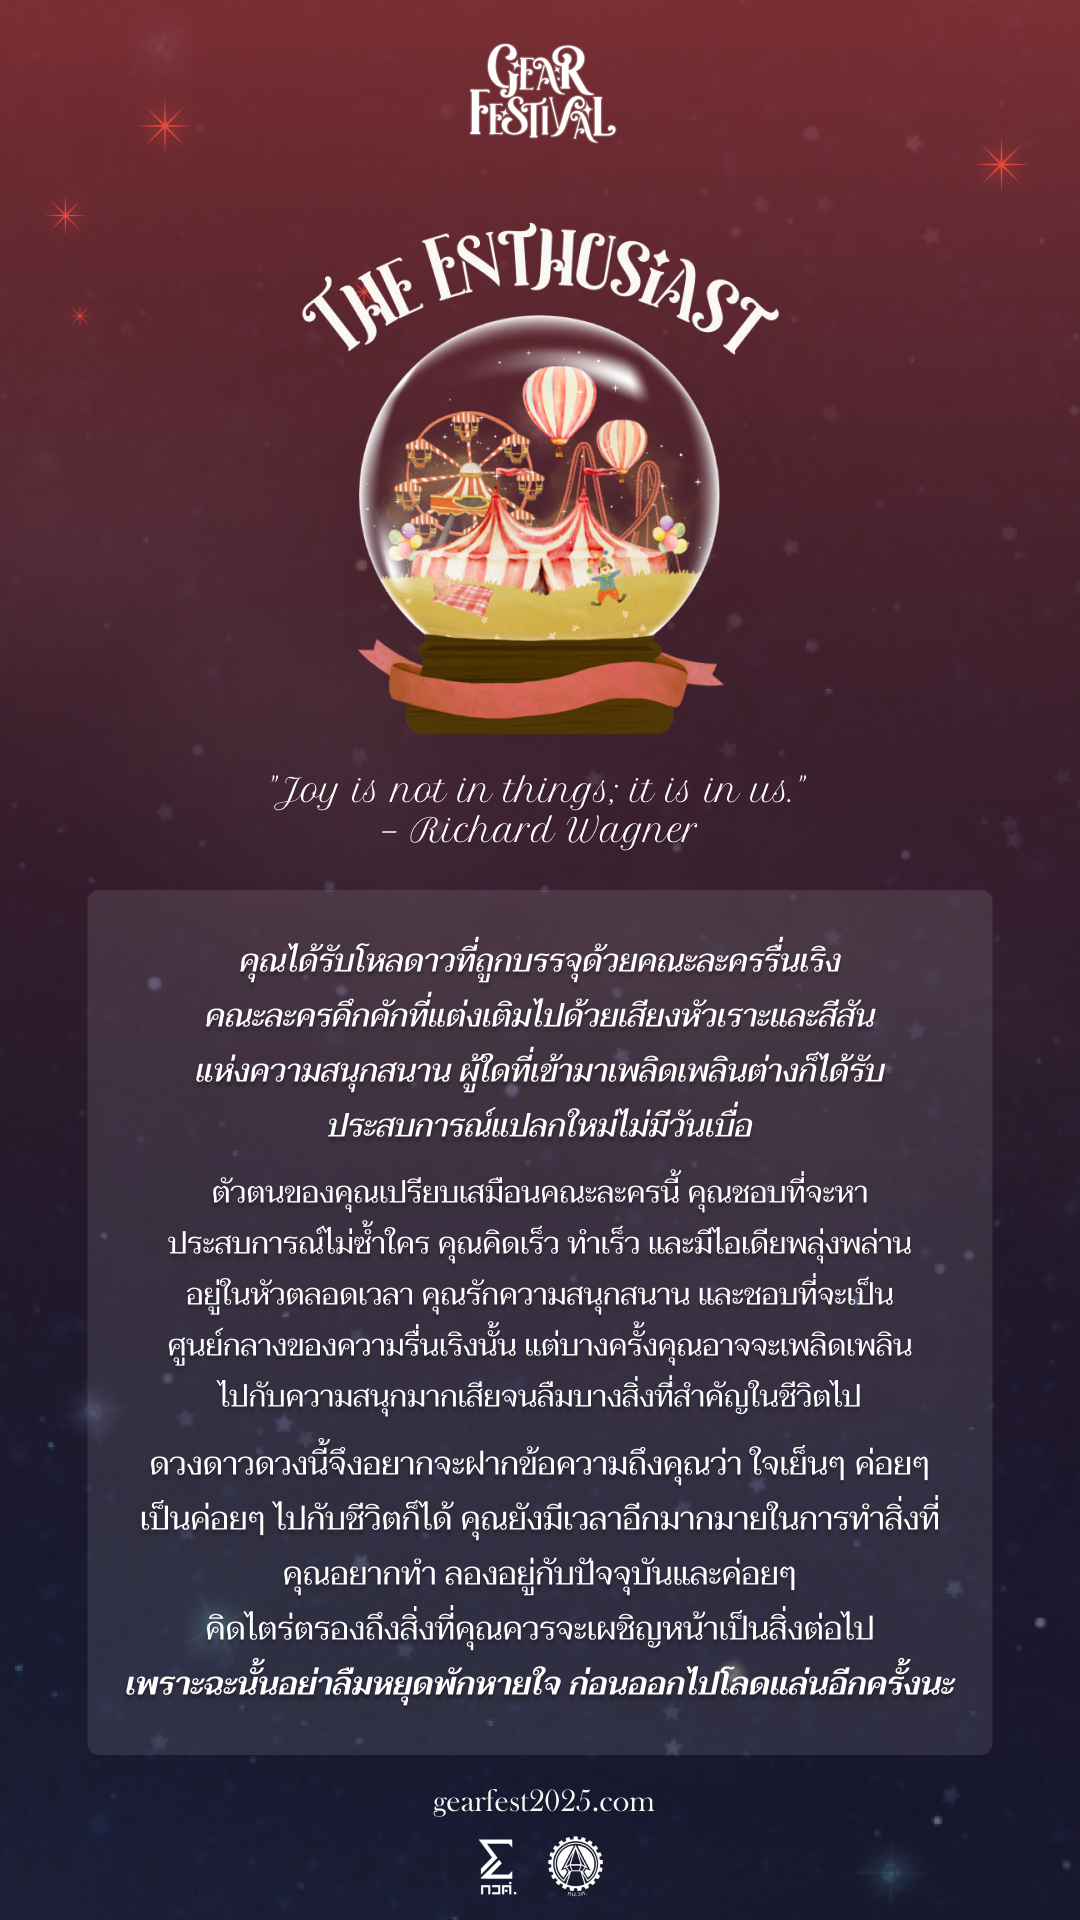 GEAR
FESTIVAL
THE ENTHUSIAST
"Joy is not in things; it is in us."
– Richard Wagner
คุณได้รับโหลดาวที่ถูกบรรจุด้วยคณะละครรื่นเริง
คณะละครคึกคักที่แต่งเติมไปด้วยเสียงหัวเราะและสีสัน
แห่งความสนุกสนาน ผู้ใดที่เข้ามาเพลิดเพลินต่างก็ได้รับ
ประสบการณ์แปลกใหม่ไม่มีวันเบื่อ
ตัวตนของคุณเปรียบเสมือนคณะละครนี้ คุณชอบที่จะหา
ประสบการณ์ไม่ซ้ำใคร คุณคิดเร็ว ทำเร็ว และมีไอเดียพลุ่งพล่าน
อยู่ในหัวตลอดเวลา คุณรักความสนุกสนาน และชอบที่จะเป็น
ศูนย์กลางของความรื่นเริงนั้น แต่บางครั้งคุณอาจจะเพลิดเพลิน
ไปกับความสนุกมากเสียจนลืมบางสิ่งที่สำคัญในชีวิตไป
ดวงดาวดวงนี้จึงอยากจะฝากข้อความถึงคุณว่า ใจเย็นๆ ค่อยๆ
เป็นค่อยๆ ไปกับชีวิตก็ได้ คุณยังมีเวลาอีกมากมายในการทำสิ่งที่
คุณอยากทำ ลองอยู่กับปัจจุบันและค่อยๆ
คิดไตร่ตรองถึงสิ่งที่คุณควรจะเผชิญหน้าเป็นสิ่งต่อไป
เพราะฉะนั้นอย่าลืมหยุดพักหายใจ ก่อนออกไปโลดแล่นอีกครั้งนะ
gearfest2025.com
กวศ.